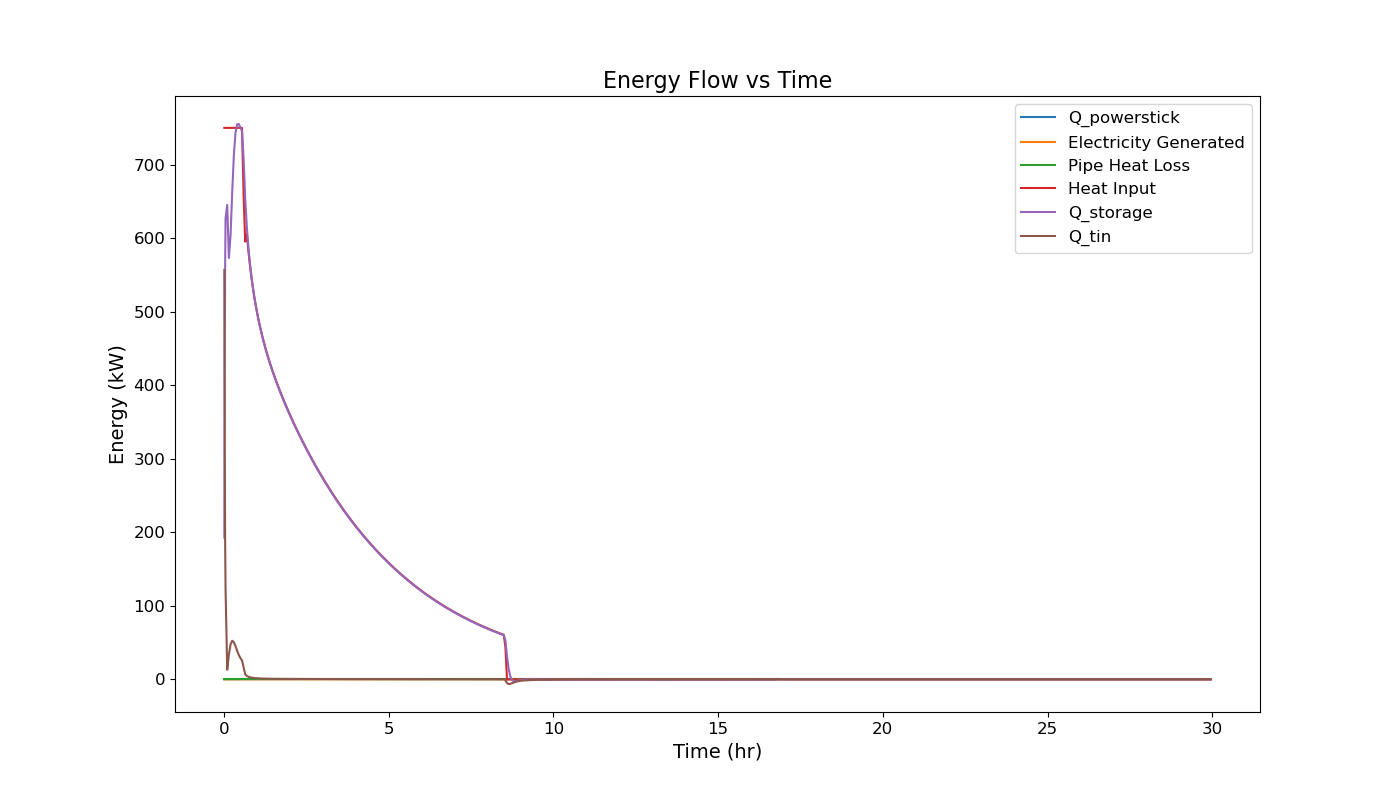 Energy Flow vs Time
Q_powerstick
Electricity Generated
Pipe Heat Loss
Heat Input
Q_storage
Q_tin
Energy (kW)
700
600
500
400
300
200
100
0
0 5 10 15 20 25 30
Time (hr)